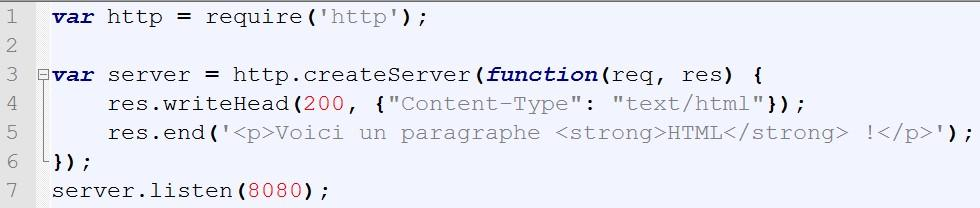 1 var http = require('http');
2
3 var server = http.createServer(function(req, res) {
4     res.writeHead(200, {"Content-Type": "text/html"});
5     res.end('<p>Voici un paragraphe <strong>HTML</strong> !</p>');
6 });
7 server.listen(8080);